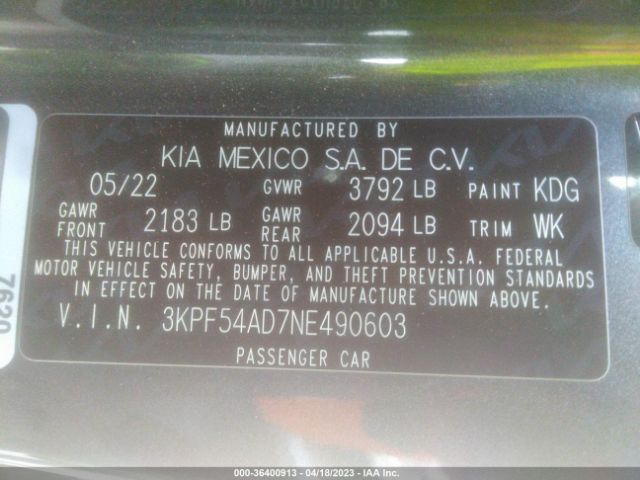 MANUFACTURED BY
KIA MEXICO S.A. DE C.V.
05/22 GVWR 3792 LB PAINT KDG
GAWR FRONT 2183 LB GAWR REAR 2094 LB TRIM WK
THIS VEHICLE CONFORMS TO ALL APPLICABLE U.S.A. FEDERAL
MOTOR VEHICLE SAFETY, BUMPER, AND THEFT PREVENTION STANDARDS
IN EFFECT ON THE DATE OF MANUFACTURE SHOWN ABOVE.
V.I.N. 3KPF54AD7NE490603
PASSENGER CAR
7620
000-36400913 - 04/18/2023 - IAA Inc.